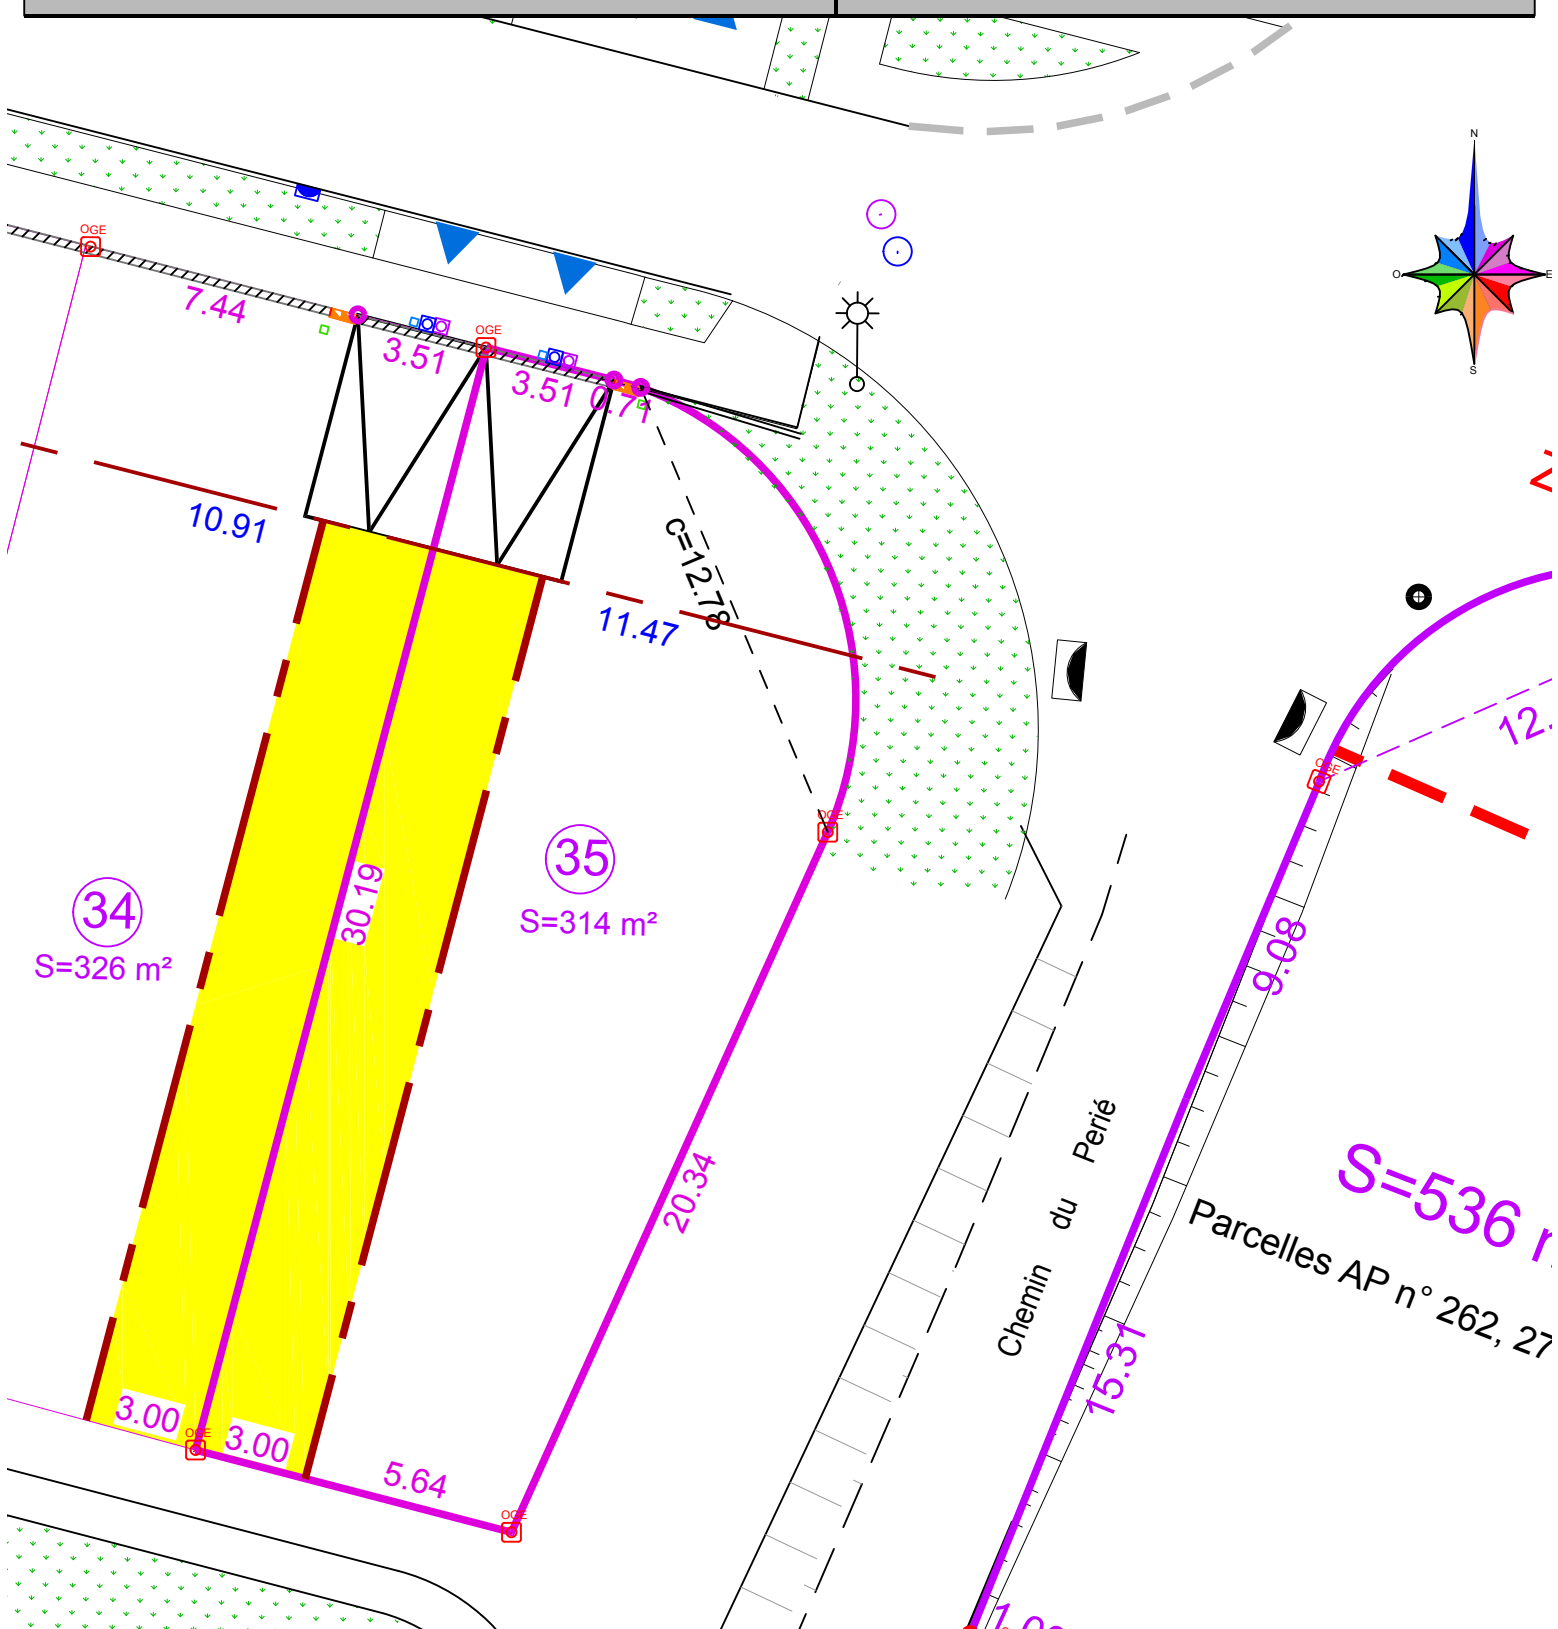 N
O
E
S
OGE
7.44
3.51
OGE
3.51
0.71
10.91
c=12.78
11.47
12.
OGE
35
S=314 m²
34
S=326 m²
30.19
9.08
20.34
Chemin du Perié
S=536
Parcelles AP n° 262, 27
15.31
3.00
OGE
3.00
5.64
OGE